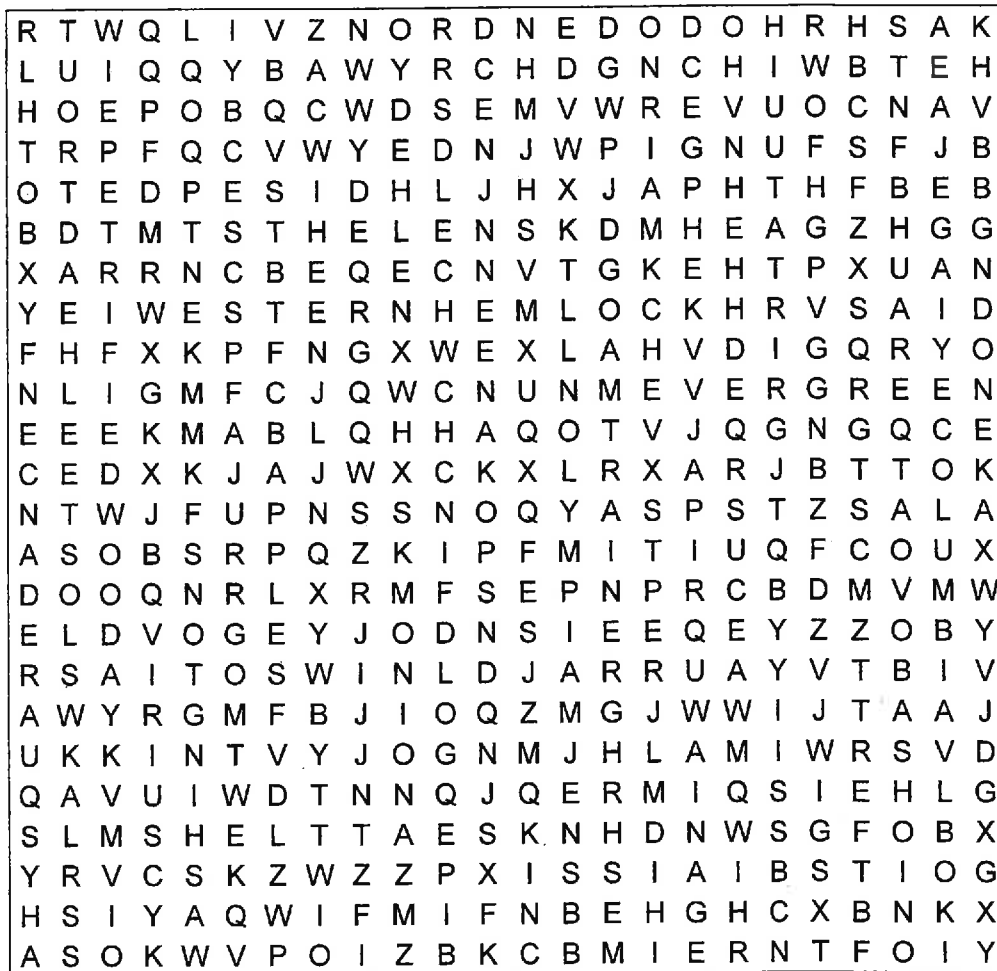 R T W Q L I V Z N O R D N E D O D O H R H S A K
L U I Q Q Y B A W Y R C H D G N C H I W B T E H
H O E P O B Q C W D S E M V W R E V U O C N A V
T R P F Q C V W Y E D N J W P I G N U F S F J B
O T E D P E S I D H L J H X J A P H T H F B E B
B D T M T S T H E L E N S K D M H E A G Z H G G
X A R R N C B E Q E C N V T G K E H T P X U A N
Y E I W E S T E R N H E M L O C K H R V S A I D
F H F X K P F N G X W E X L A H V D I G Q R Y O
N L I G M F C J Q W C N U N M E V E R G R E E N
E E E K M A B L Q H H A Q O T V J Q G N G Q C E
C E D X K J A J W X C K X L R X A R J B T T O K
N T W J F U P N S S N O Q Y A S P S T Z S A L A
A S O B S R P Q Z K I P F M I T I U Q F C O U X
D O O Q N R L X R M F S E P N P R C B D M V M W
E L D V O G E Y J O D N S I E E Q E Y Z Z O B Y
R S A I T O S W I N L D J A R R U A Y V T B I V
A W Y R G M F B J I O Q Z M G J W W I J T A A J
U K K I N T V Y J O G N M J H L A M I W R S V D
Q A V U I W D T N N Q J Q E R M I Q S I E H L G
S L M S H E L T T A E S K N H D N W S G F O B X
Y R V C S K Z W Z Z P X I S S I A I B S T I O G
H S I Y A Q W I F M I F N B E H G H C X B N K X
A S O K W V P O I Z B K C B M I E R N T F O I Y